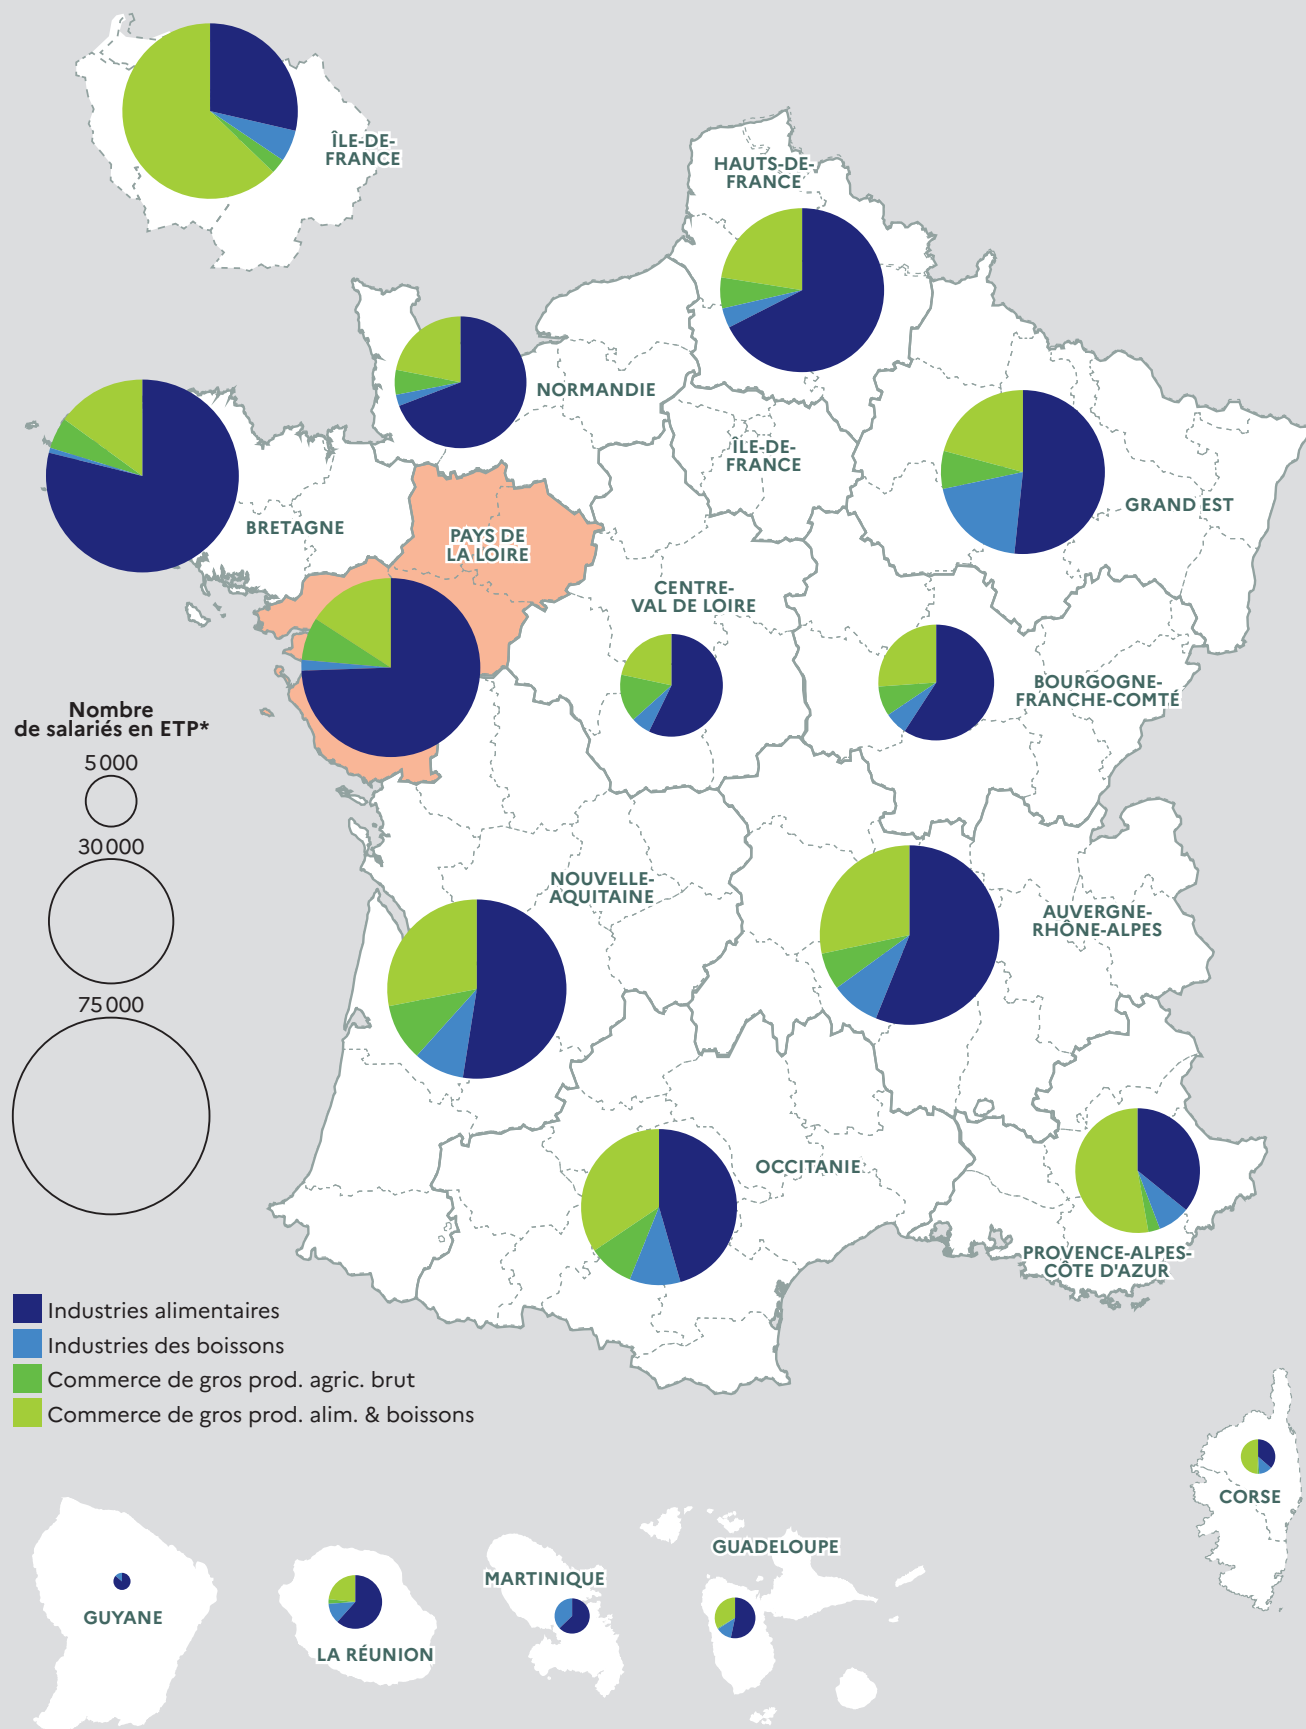 ÎLE-DE-
FRANCE
HAUTS-DE-
FRANCE
NORMANDIE
ÎLE-DE-
FRANCE
GRAND EST
BRETAGNE
PAYS DE
LA LOIRE
CENTRE-
VAL DE LOIRE
BOURGOGNE-
FRANCHE-COMTÉ
Nombre
de salariés en ETP*
5 000
30 000
75 000
NOUVELLE-
AQUITAINE
AUVERGNE-
RHÔNE-ALPES
OCCITANIE
PROVENCE-ALPES-
CÔTE D'AZUR
Industries alimentaires
Industries des boissons
Commerce de gros prod. agric. brut
Commerce de gros prod. alim. & boissons
CORSE
GUYANE
LA RÉUNION
MARTINIQUE
GUADELOUPE